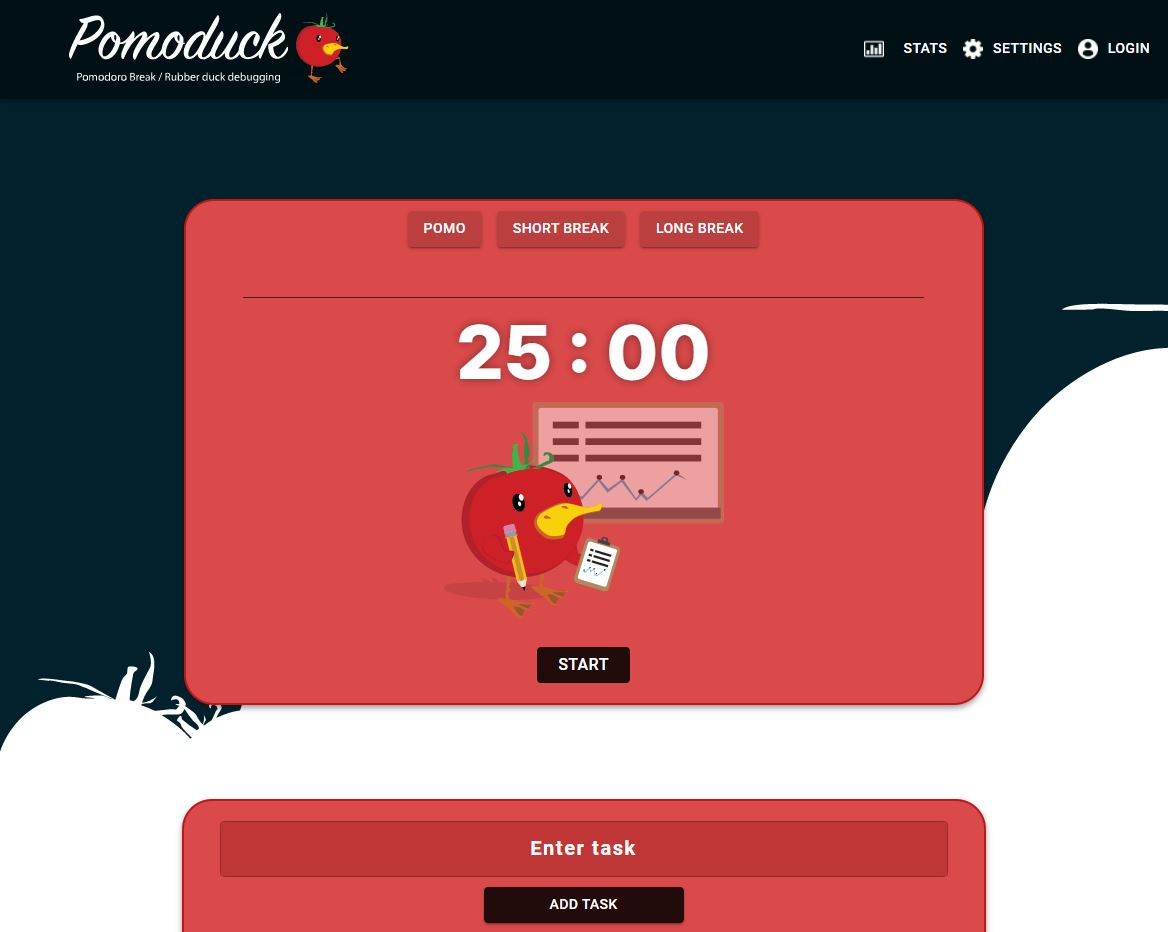 Pomoduck
Pomodoro Break / Rubber duck debugging
STATS SETTINGS LOGIN
POMO SHORT BREAK LONG BREAK
25 : 00
START
Enter task
ADD TASK